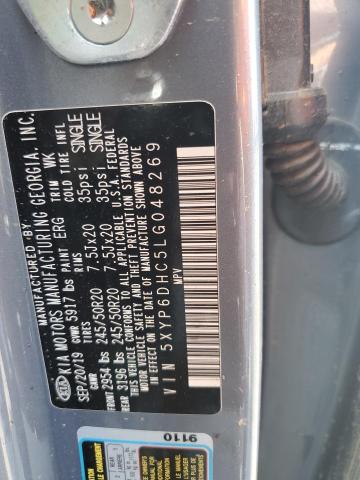 MANUFACTURED BY
KIA MOTORS MANUFACTURING GEORGIA, INC.
SEP/20/19 GVWR 5917 lbs PAINT ERG TRIM WK
GAWR TIRES RIMS COLD TIRE INFL
FRONT 2954 lbs 245/50R20 7.5Jx20 35psi SINGLE
REAR 3196 lbs 245/50R20 7.5Jx20 35psi SINGLE
THIS VEHICLE CONFORMS TO ALL APPLICABLE U.S. FEDERAL
MOTOR VEHICLE SAFETY AND THEFT PREVENTION STANDARDS
IN EFFECT ON THE DATE OF MANUFACTURE SHOWN ABOVE.
VIN 5XYP6DHC5LG048269
MPV
9110